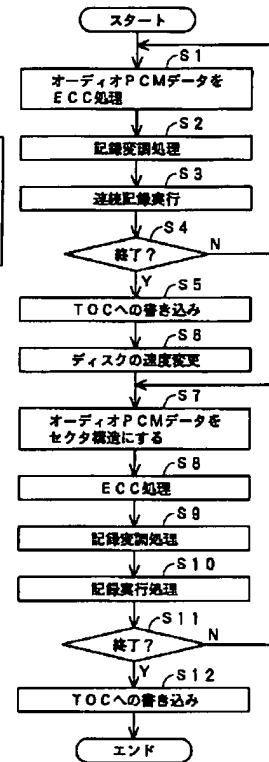 スタート
S1
オーディオPCMデータを
ECC処理
S2
記録変調処理
S3
連続記録実行
S4
終了?
N
Y
S5
TOCへの書き込み
S6
ディスクの速度変更
S7
オーディオPCMデータを
セクタ構造にする
S8
ECC処理
S9
記録変調処理
S10
記録実行処理
S11
終了?
N
Y
S12
TOCへの書き込み
エンド